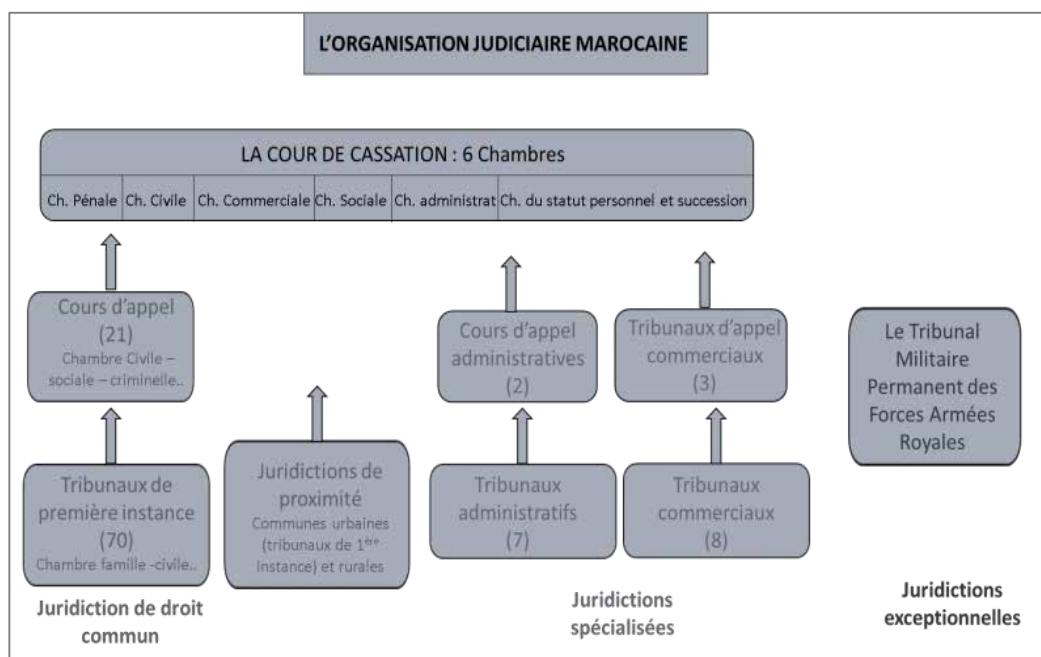 L'ORGANISATION JUDICIAIRE MAROCAINE
LA COUR DE CASSATION : 6 Chambres
Ch. Pénale
Ch. Civile
Ch. Commerciale
Ch. Sociale
Ch. administrat
Ch. du statut personnel et succession
Cours d'appel
(21)
Chambre Civile –
sociale – criminelle..
Cours d'appel
administratives
(2)
Tribunaux d'appel
commerciaux
(3)
Le Tribunal
Militaire
Permanent des
Forces Armées
Royales
Tribunaux de
première instance
(70)
Chambre famille -civile..
Juridictions de
proximité
Communes urbaines
(tribunaux de 1ère
Instance) et rurales
Tribunaux
administratifs
(7)
Tribunaux
commerciaux
(8)
Juridiction de droit
commun
Juridictions
spécialisées
Juridictions
exceptionnelles